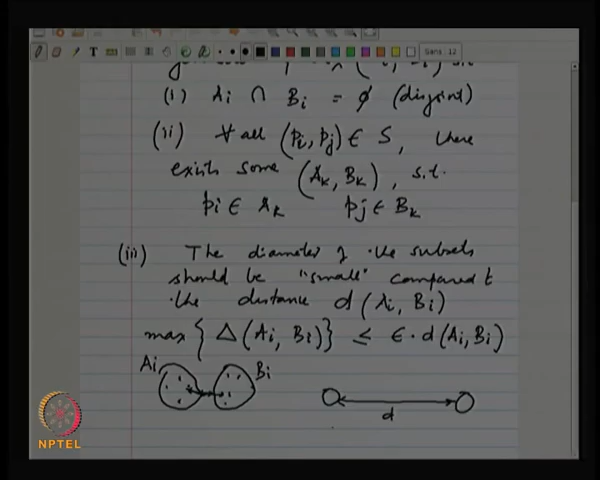 Sans 12
(i) Ai ∩ Bi = φ (disjoint)
(ii) ∀ all (pi, pj) ∈ S, there
exists some (Ak, Bk), s.t.
pi ∈ Ak pj ∈ Bk
(iii) The diameter of the subsets
should be "small" compared t
the distance d(Ai, Bi)
max { Δ(Ai, Bi)} ≤ ε · d(Ai, Bi)
Ai Bi
d
NPTEL